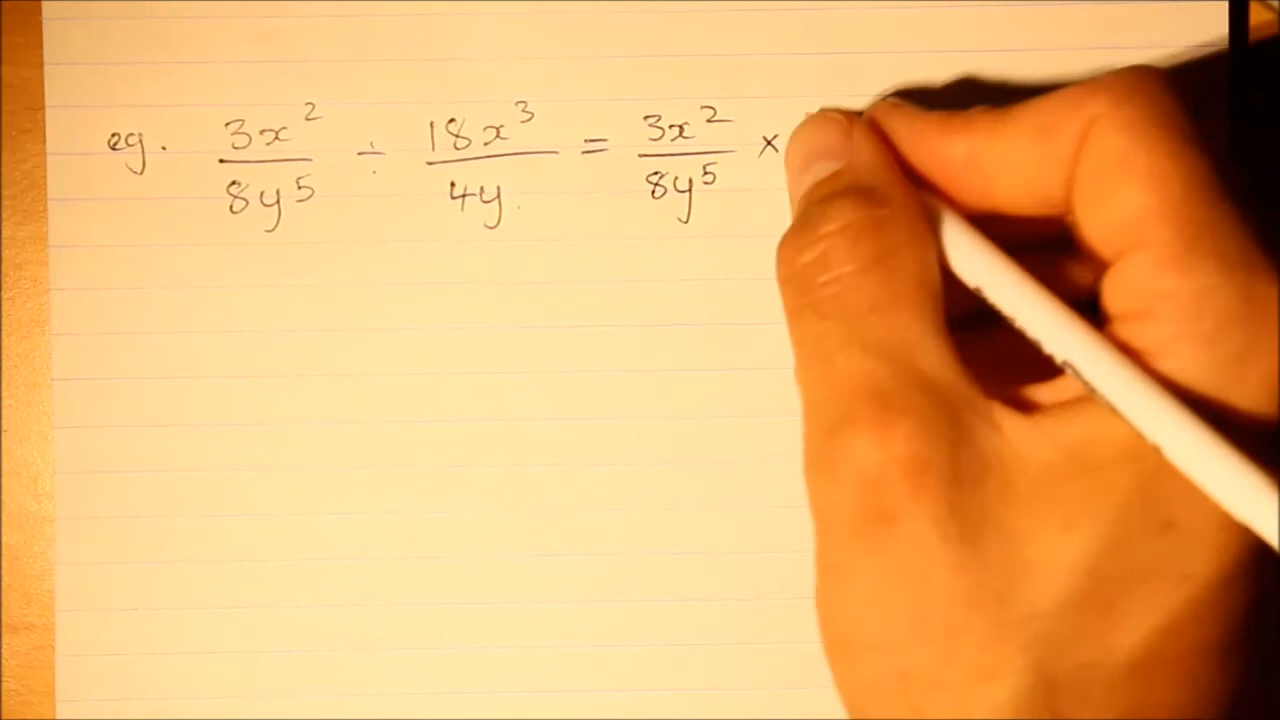 eg. 3x²/8y⁵ ÷ 18x³/4y = 3x²/8y⁵ ×